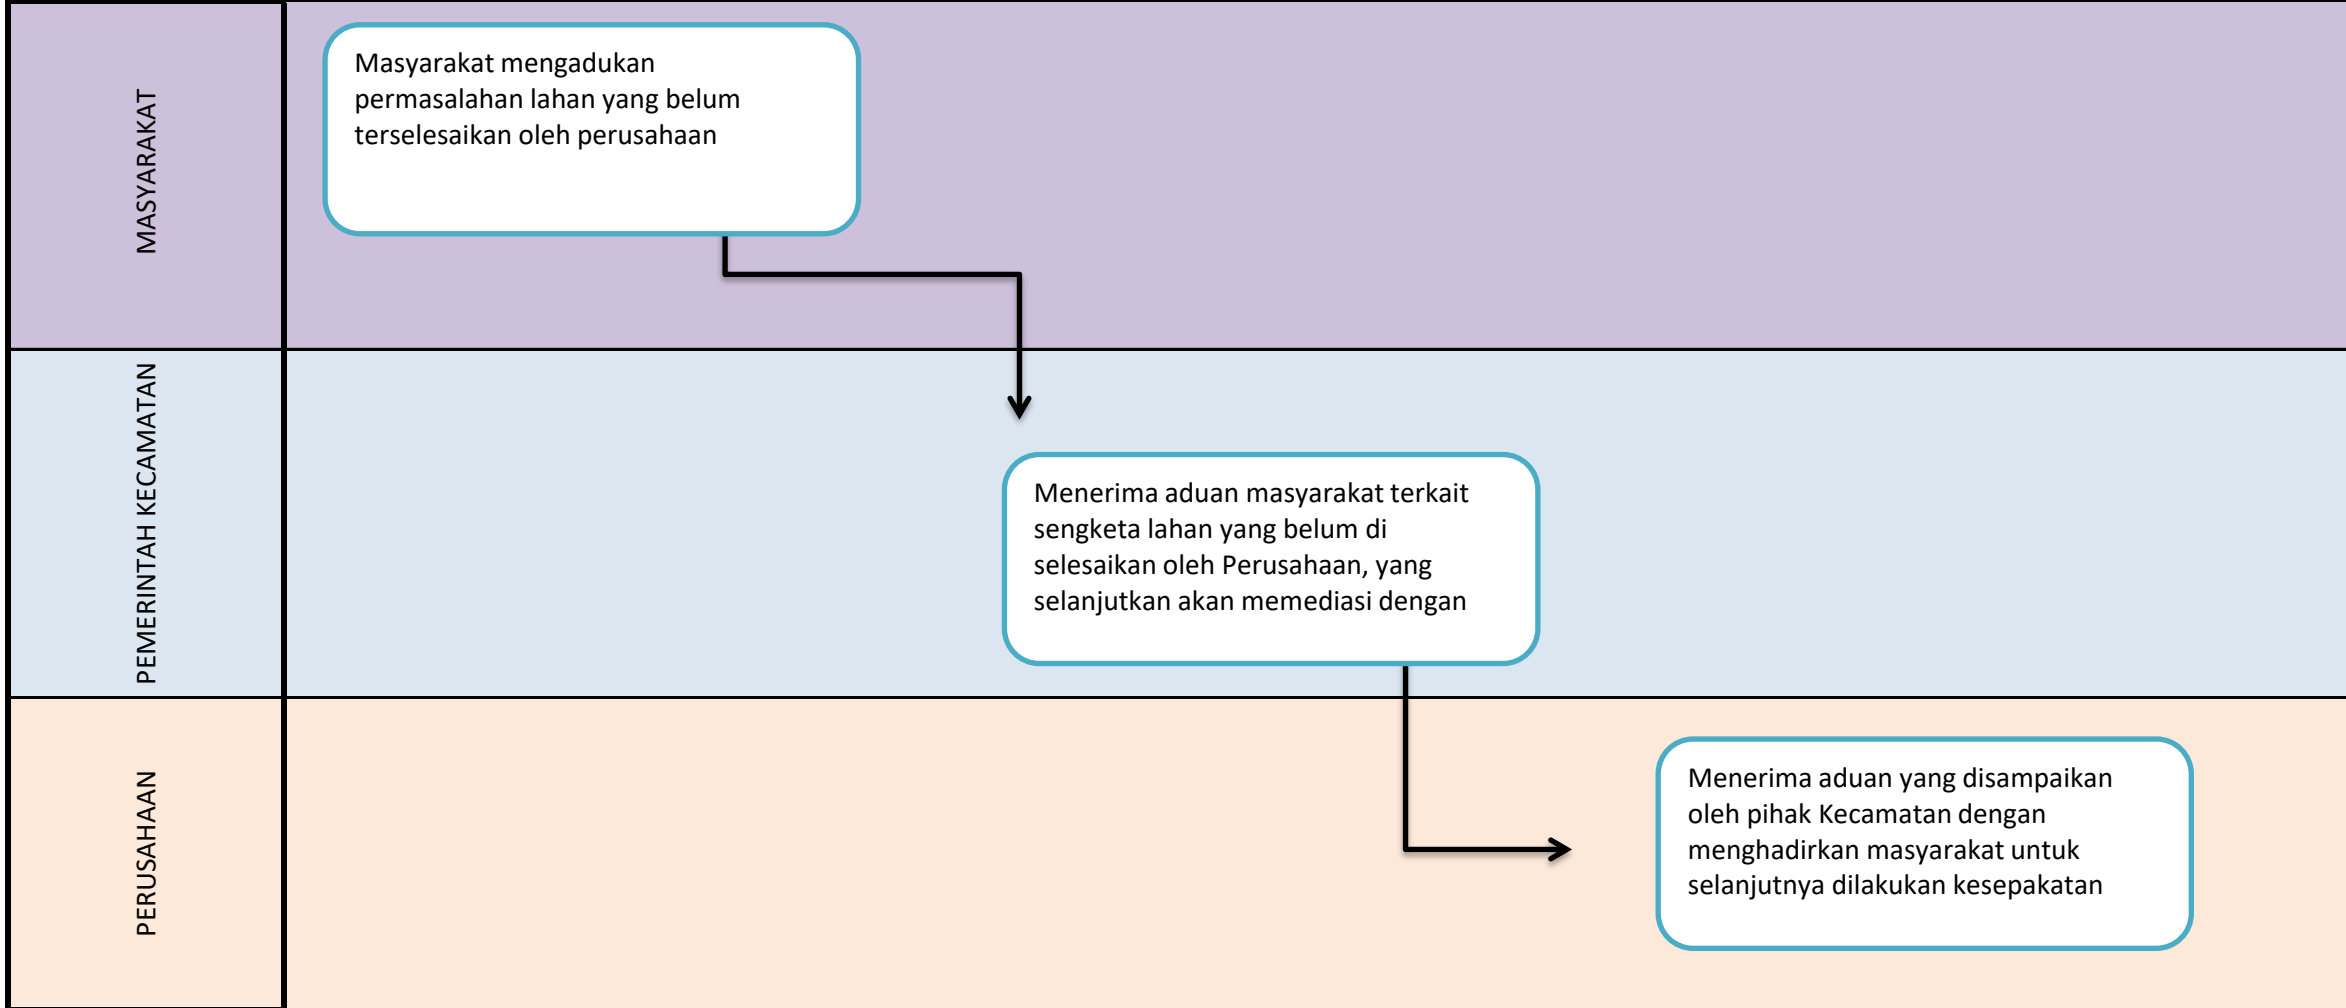 MASYARAKAT
Masyarakat mengadukan
permasalahan lahan yang belum
terselesaikan oleh perusahaan
PEMERINTAH KECAMATAN
Menerima aduan masyarakat terkait
sengketa lahan yang belum di
selesaikan oleh Perusahaan, yang
selanjutkan akan memediasi dengan
PERUSAHAAN
Menerima aduan yang disampaikan
oleh pihak Kecamatan dengan
menghadirkan masyarakat untuk
selanjutnya dilakukan kesepakatan